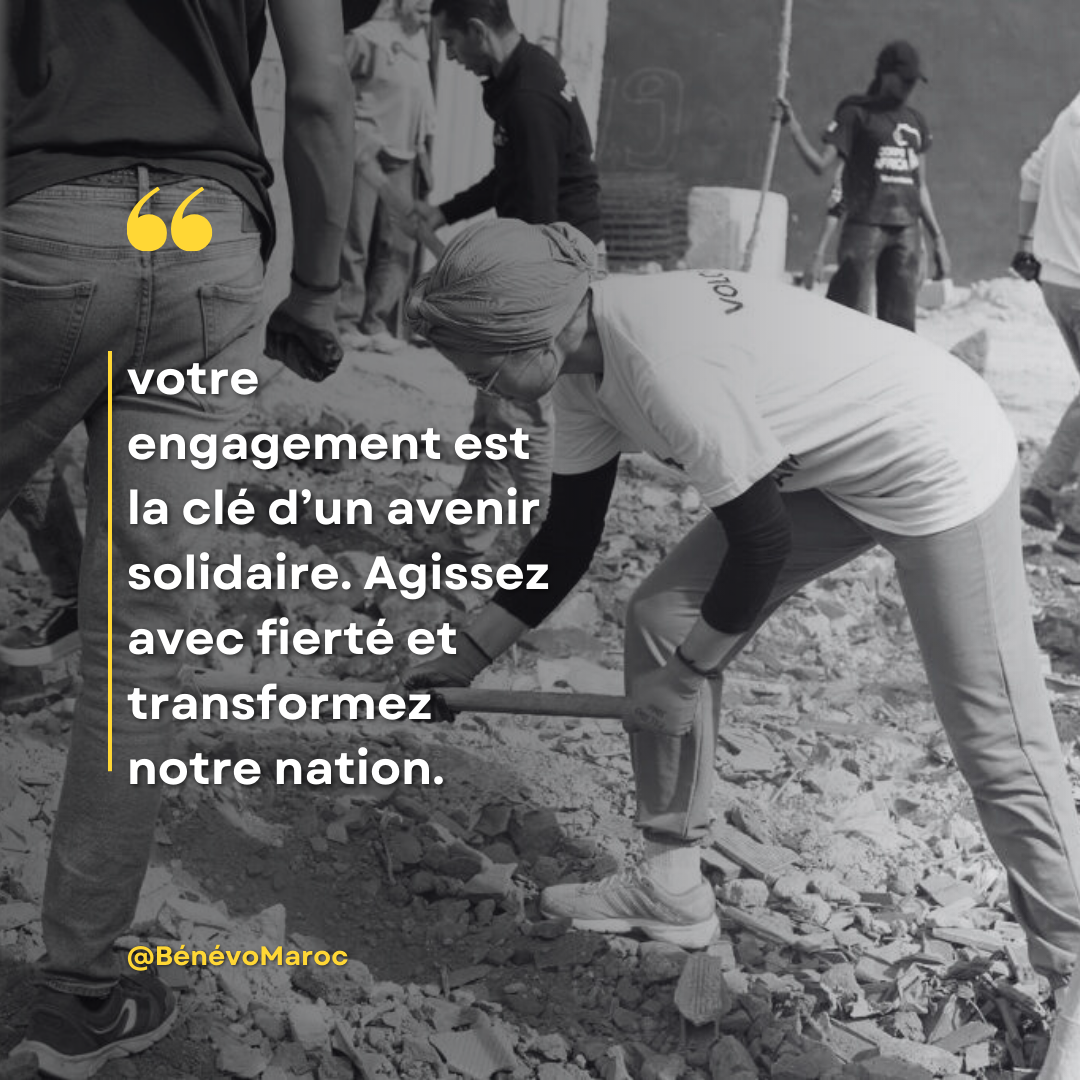 votre
engagement est
la clé d’un avenir
solidaire. Agissez
avec fierté et
transformez
notre nation.
@BénévoMaroc